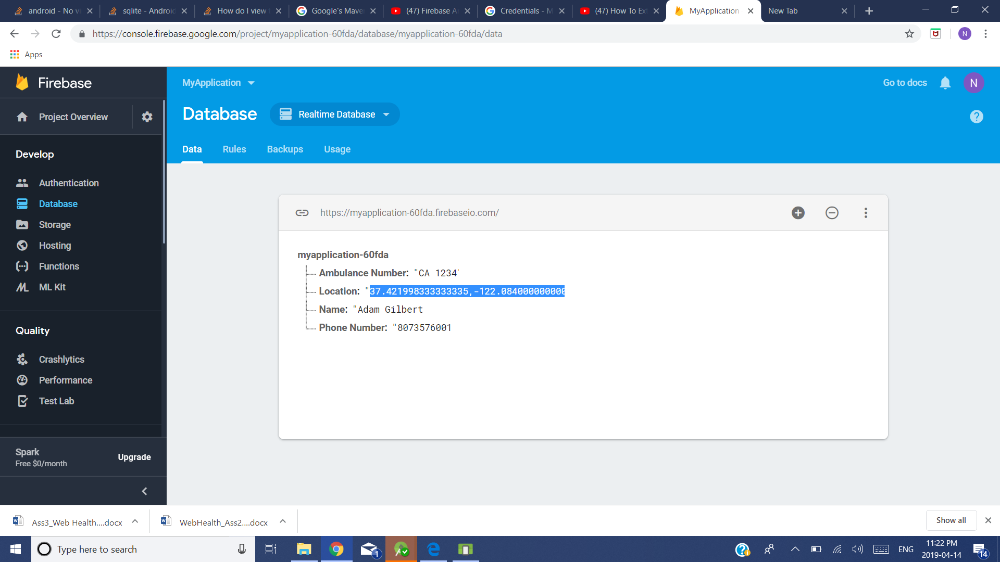 android - No vi
sqlite - Android
How do I view
Google's Mave
(47) Firebase A
Credentials - M
(47) How To Ex
MyApplication
New Tab
https://console.firebase.google.com/project/myapplication-60fda/database/myapplication-60fda/data
N
Apps
Firebase
MyApplication
Go to docs
N
Project Overview
Database
Realtime Database
Data
Rules
Backups
Usage
Develop
Authentication
Database
Storage
Hosting
Functions
ML Kit
https://myapplication-60fda.firebaseio.com/
myapplication-60fda
Ambulance Number: "CA 1234"
Location: "37.421998333333335,-122.084000000000
Name: "Adam Gilbert
Phone Number: "8073576001
Quality
Crashlytics
Performance
Test Lab
Spark
Free $0/month
Upgrade
Ass3_Web Health....docx
WebHealth_Ass2....docx
Show all
Type here to search
1
ENG
11:22 PM
2019-04-14
14